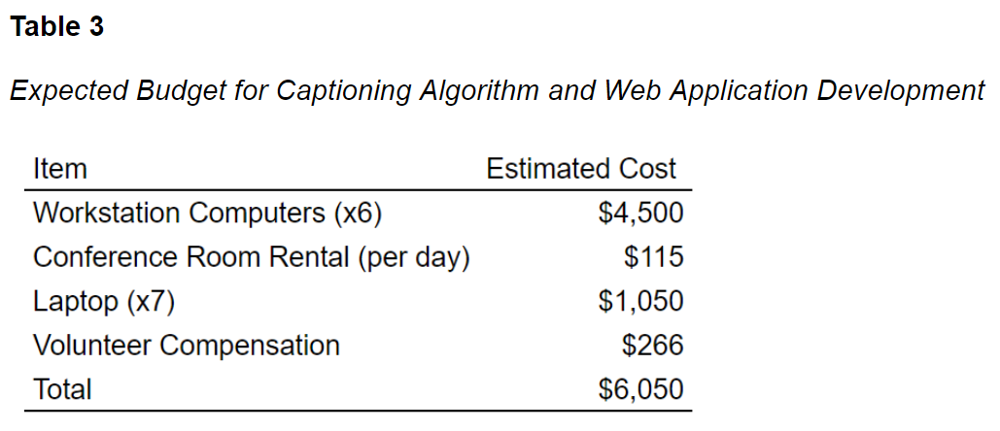 Table 3
Expected Budget for Captioning Algorithm and Web Application Development
Item Estimated Cost
Workstation Computers (x6) $4,500
Conference Room Rental (per day) $115
Laptop (x7) $1,050
Volunteer Compensation $266
Total $6,050